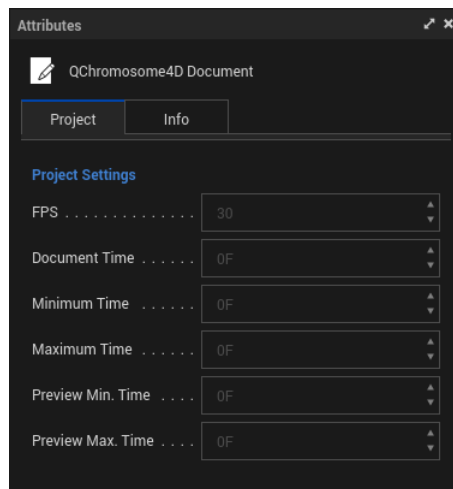 Attributes
QChromosome4D Document
Project Info
Project Settings
FPS . . . . . . . . . . . . . . 30
Document Time . . . . . . 0F
Minimum Time . . . . . . 0F
Maximum Time . . . . . . 0F
Preview Min. Time . . . . 0F
Preview Max. Time . . . . 0F